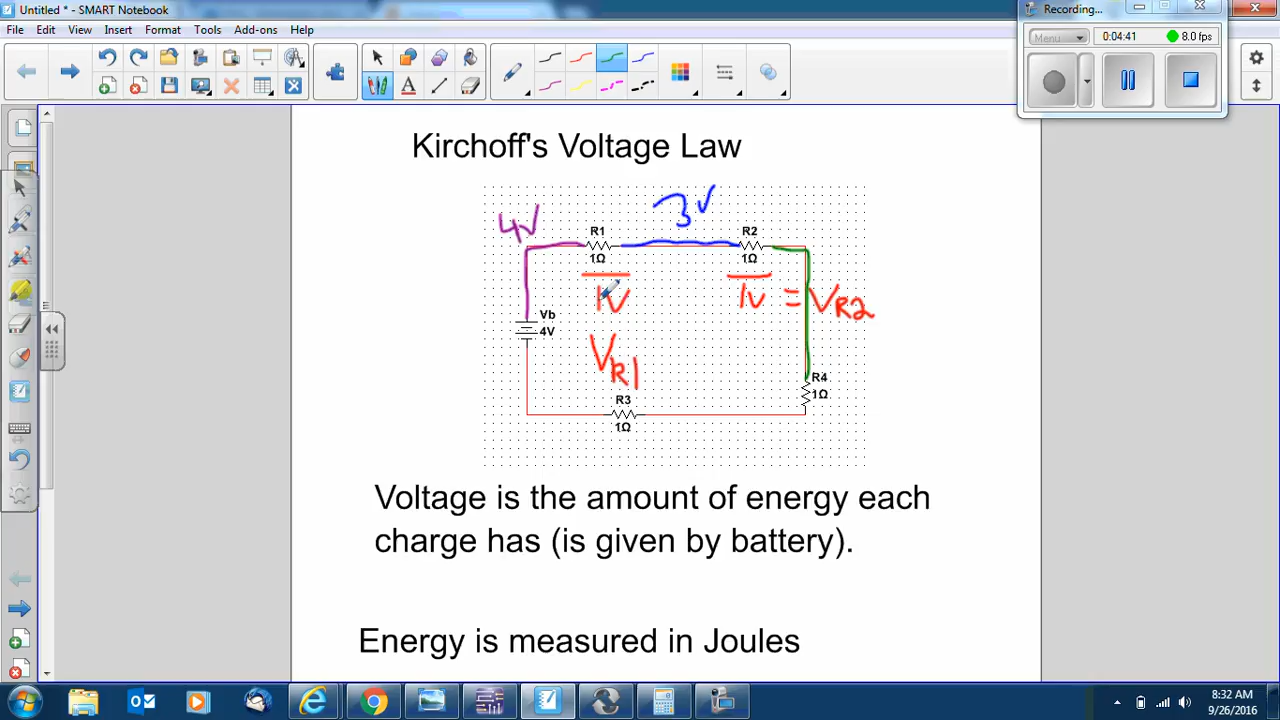 Untitled * - SMART Notebook
Recording...
File Edit View Insert Format Tools Add-ons Help
Menu 0:04:41 8.0 fps
Kirchoff's Voltage Law
4V
3V
R1
1Ω
R2
1Ω
1V
1V = VR2
Vb
4V
VR1
R4
1Ω
R3
1Ω
Voltage is the amount of energy each
charge has (is given by battery).
Energy is measured in Joules
8:32 AM
9/26/2016